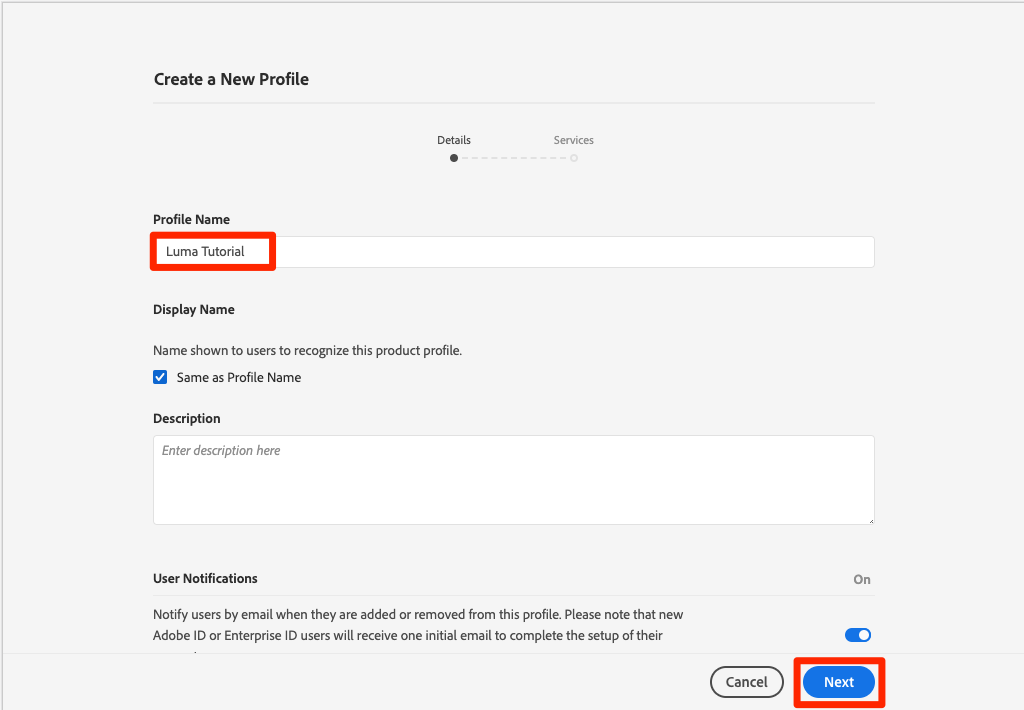 Create a New Profile
Details
Services
Profile Name
Luma Tutorial
Display Name
Name shown to users to recognize this product profile.
Same as Profile Name
Description
Enter description here
User Notifications
On
Notify users by email when they are added or removed from this profile. Please note that new
Adobe ID or Enterprise ID users will receive one initial email to complete the setup of their
Cancel
Next